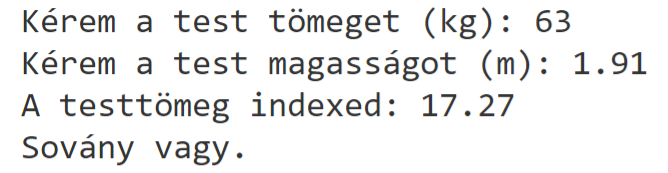 Kérem a test tömeget (kg): 63
Kérem a test magasságot (m): 1.91
A testtömeg indexed: 17.27
Sovány vagy.